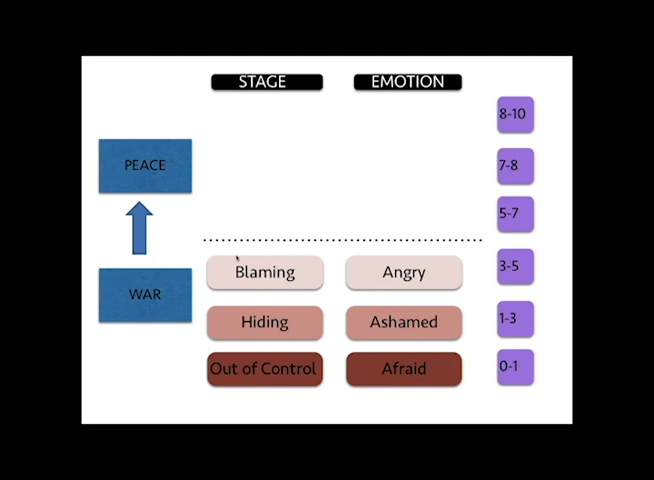 STAGE EMOTION
8-10
PEACE
7-8
5-7
Blaming Angry 3-5
WAR
Hiding Ashamed 1-3
Out of Control Afraid 0-1